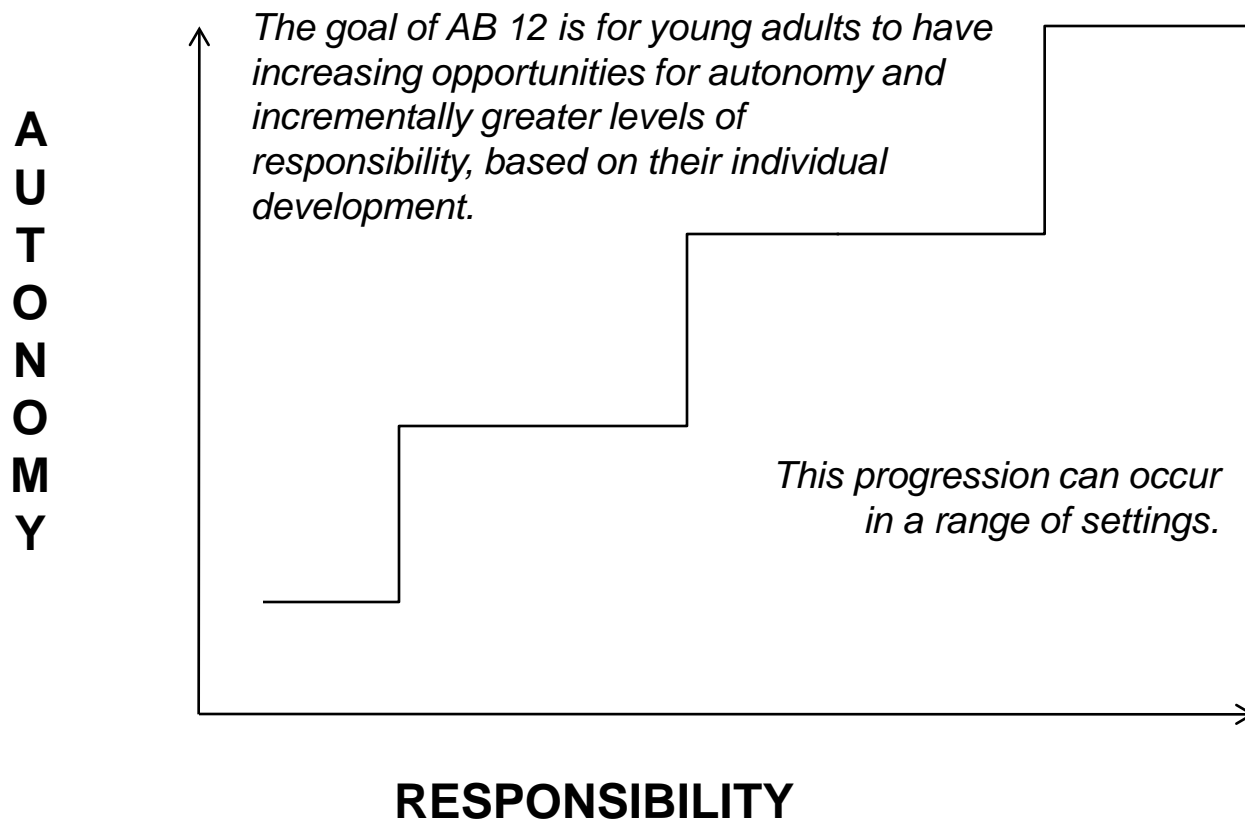 The goal of AB 12 is for young adults to have
increasing opportunities for autonomy and
incrementally greater levels of
responsibility, based on their individual
development.
A
U
T
O
N
O
M
Y
This progression can occur
in a range of settings.
RESPONSIBILITY